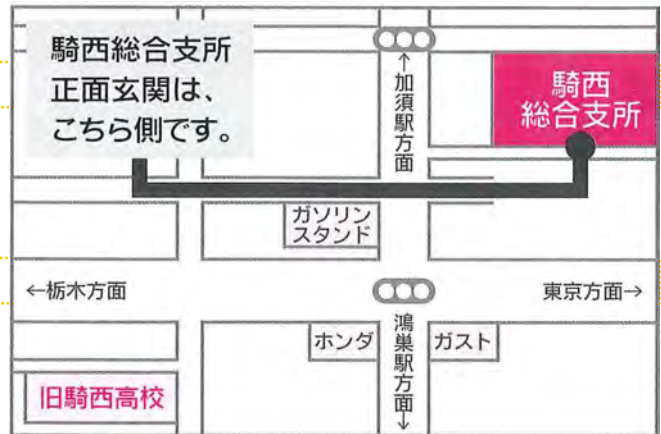 騎西総合支所
正面玄関は、
こちら側です。
↑加須駅方面
騎西
総合支所
ガソリン
スタンド
←栃木方面
東京方面→
ホンダ
鴻巣駅方面↓
ガスト
旧騎西高校